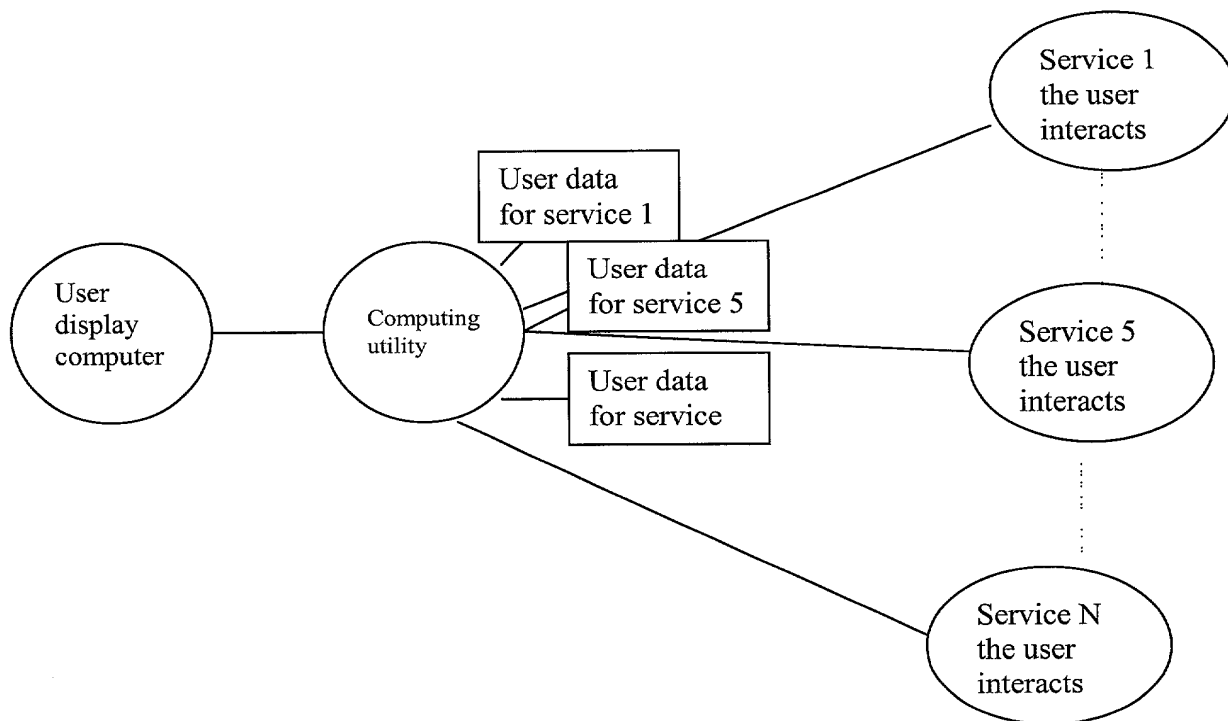 Service 1
the user
interacts
User data
for service 1
User data
for service 5
User
display
computer
Computing
utility
Service 5
the user
interacts
User data
for service
Service N
the user
interacts